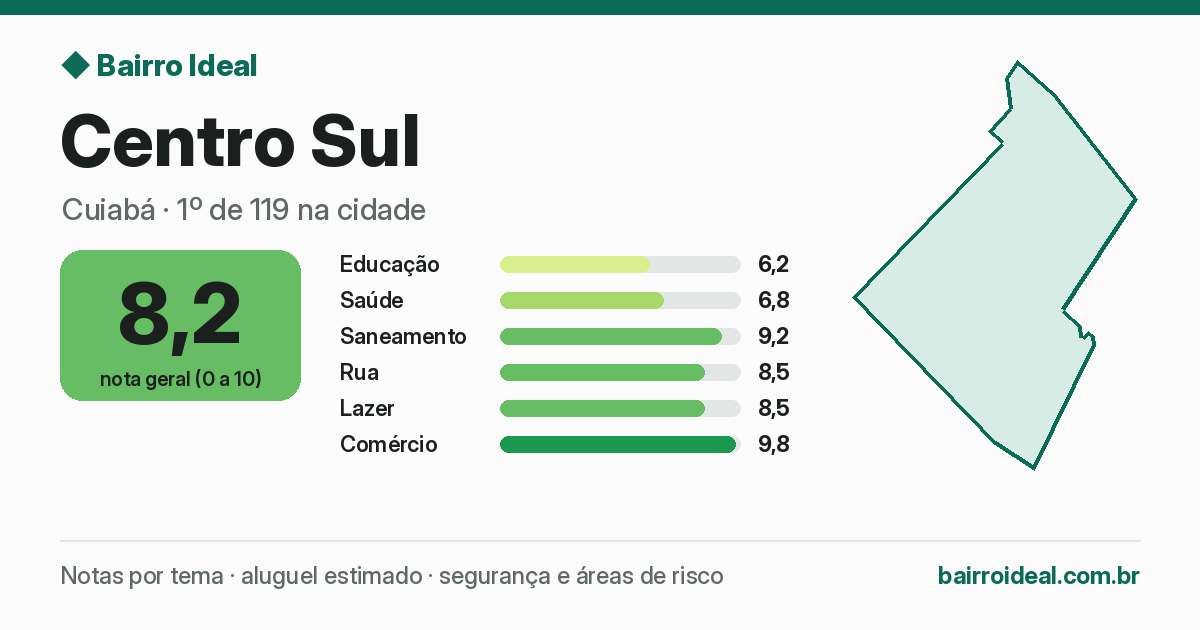 Bairro Ideal
Centro Sul
Cuiabá · 1º de 119 na cidade
8,2
nota geral (0 a 10)
Educação 6,2
Saúde 6,8
Saneamento 9,2
Rua 8,5
Lazer 8,5
Comércio 9,8
Notas por tema · aluguel estimado · segurança e áreas de risco
bairroideal.com.br